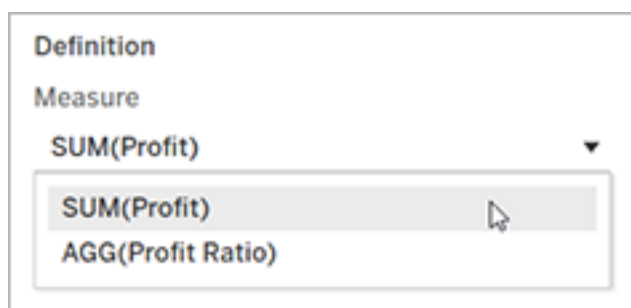 Definition
Measure
SUM(Profit)
SUM(Profit)
AGG(Profit Ratio)